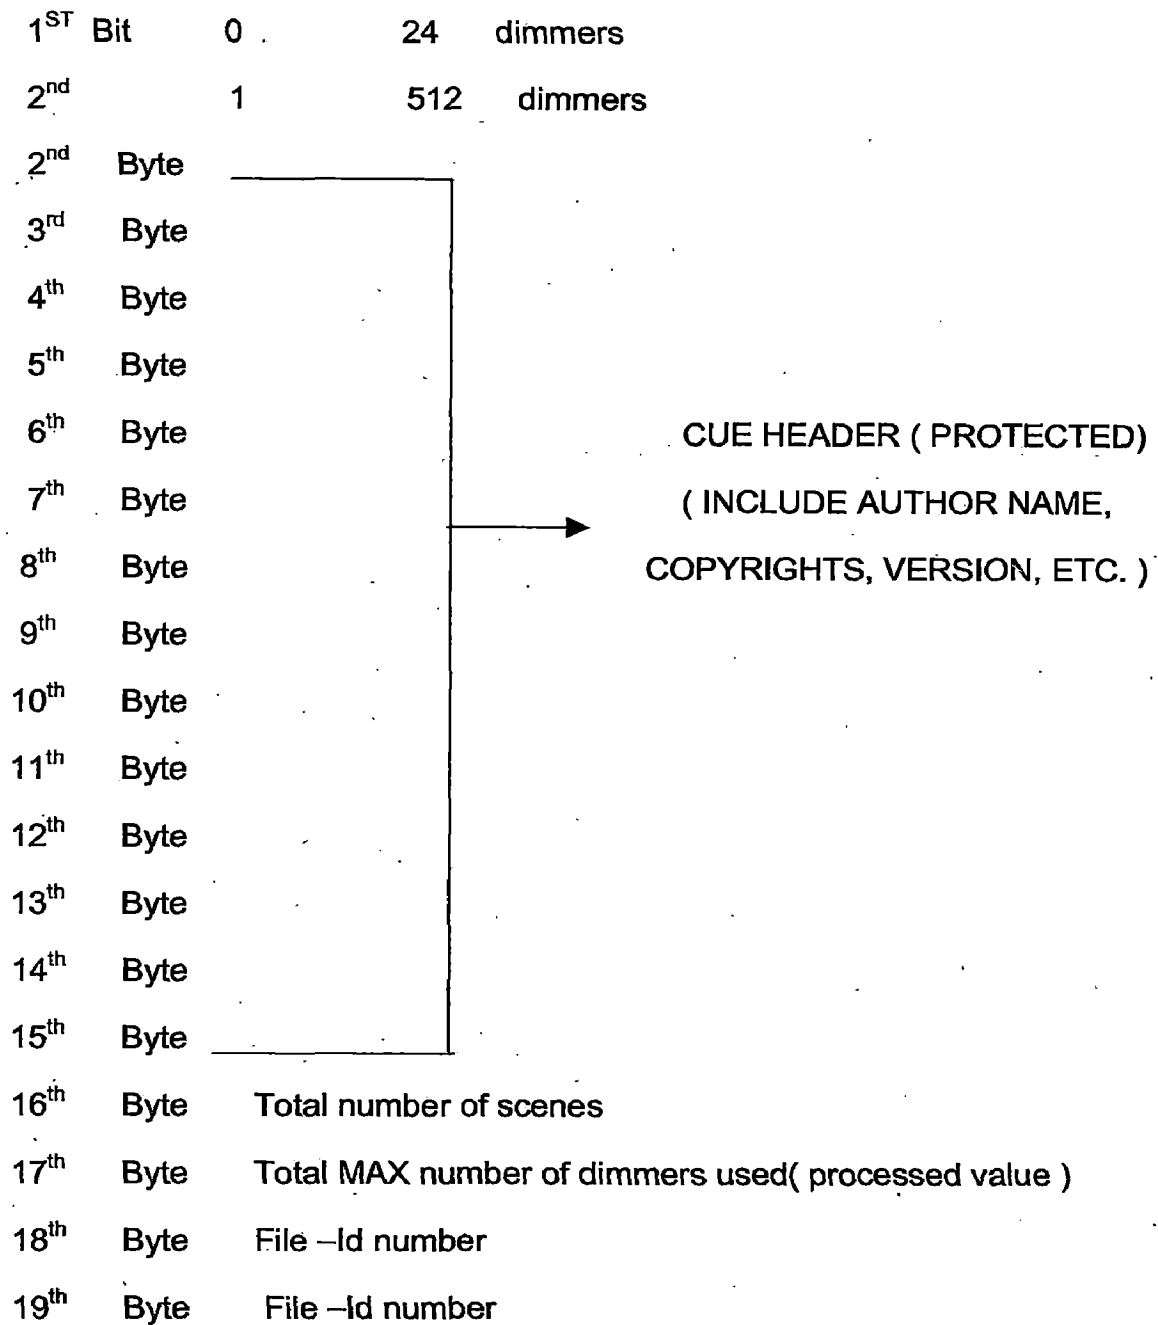 1ST Bit 0 24 dimmers
2nd 1 512 dimmers
2nd Byte
3rd Byte
4th Byte
5th Byte
6th Byte CUE HEADER ( PROTECTED)
7th Byte ( INCLUDE AUTHOR NAME,
8th Byte COPYRIGHTS, VERSION, ETC. )
9th Byte
10th Byte
11th Byte
12th Byte
13th Byte
14th Byte
15th Byte
16th Byte Total number of scenes
17th Byte Total MAX number of dimmers used( processed value )
18th Byte File –Id number
19th Byte File –Id number